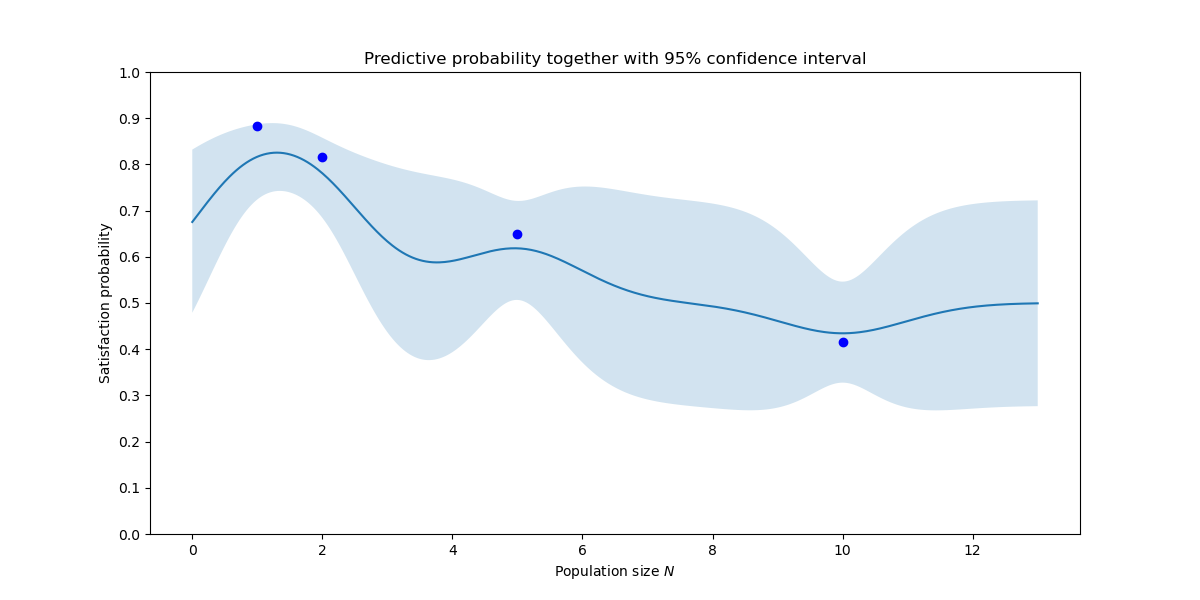 Predictive probability together with 95% confidence interval
1.0
0.9
0.8
0.7
0.6
0.5
0.4
0.3
0.2
0.1
0.0
Satisfaction probability
0 2 4 6 8 10 12
Population size N